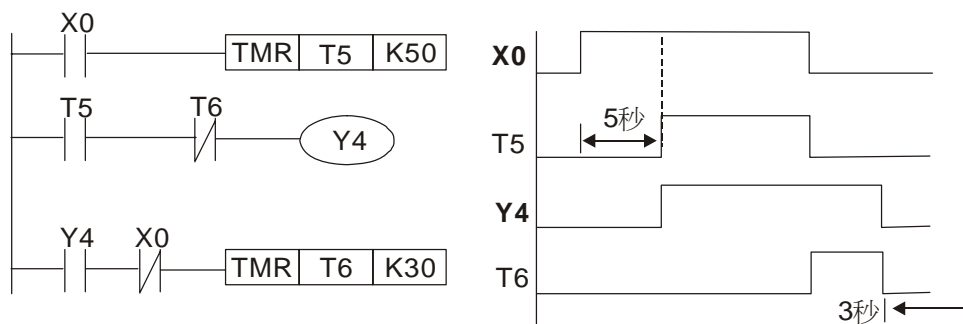 X0
TMR T5 K50
T5 T6
Y4
Y4 X0
TMR T6 K30
X0
5秒
T5
Y4
T6
3秒